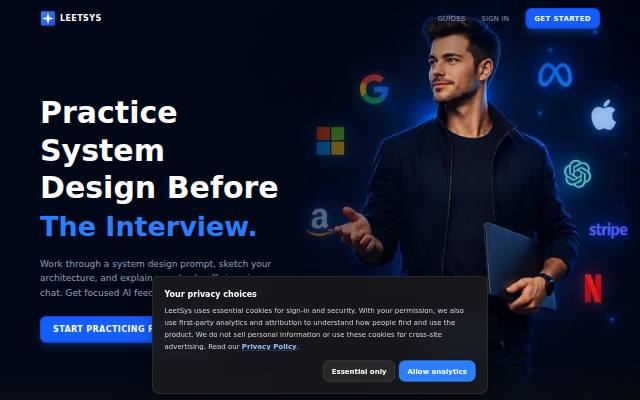 LEETSYS
GUIDES
SIGN IN
GET STARTED
Practice
System
Design Before
The Interview.
Work through a system design prompt, sketch your
architecture, and explain
chat. Get focused AI
START PRACTICING
a
stripe
N
Your privacy choices
LeetSys uses essential cookies for sign-in and security. With your permission, we also
use first-party analytics and attribution to understand how people find and use the
product. We do not sell personal information or use these cookies for cross-site
advertising. Read our Privacy Policy.
Essential only
Allow analytics